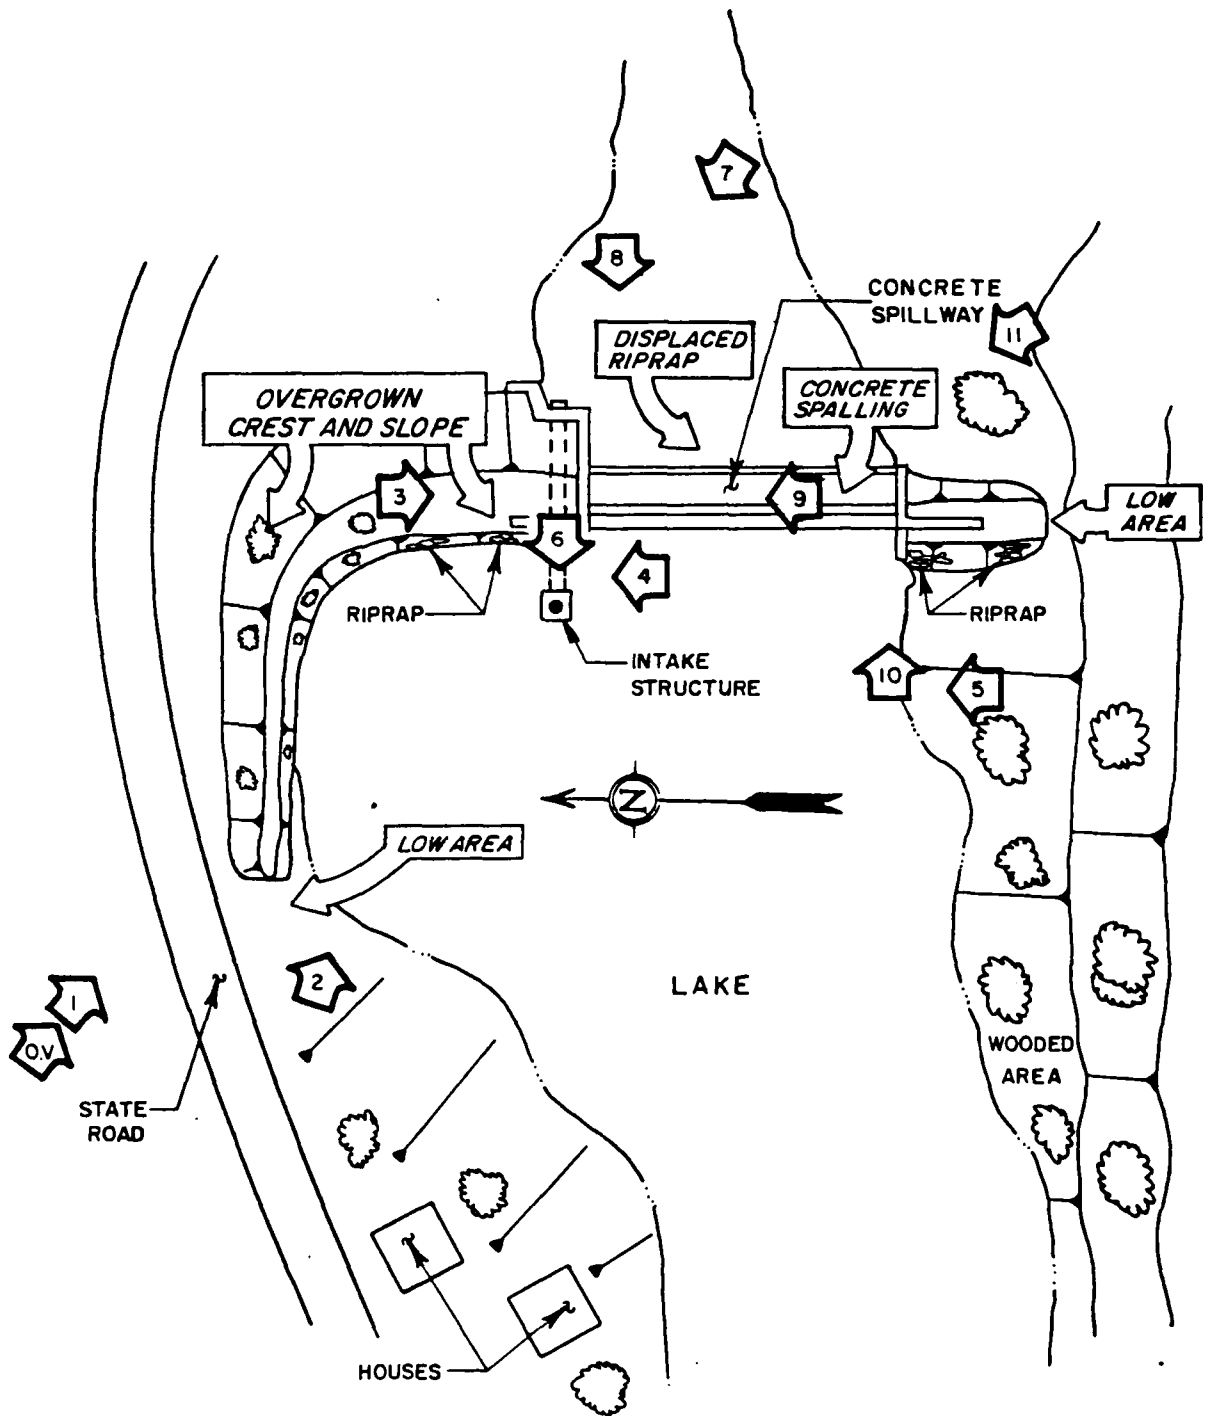 7
8
CONCRETE
SPILLWAY
11
DISPLACED
RIPRAP
OVERGROWN
CREST AND SLOPE
CONCRETE
SPALLING
3
9
LOW
AREA
6
4
RIPRAP
RIPRAP
INTAKE
STRUCTURE
10
5
N
LOW AREA
2
LAKE
1
O.V
WOODED
AREA
STATE
ROAD
HOUSES